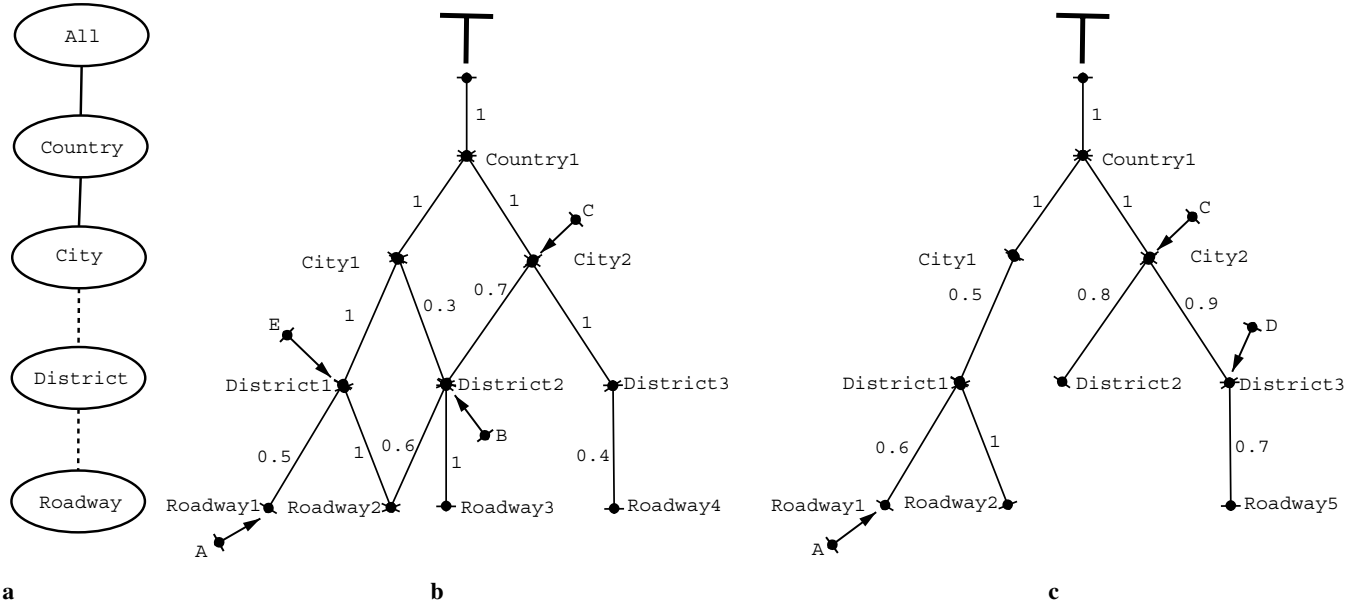 All
Country
City
District
Roadway
a
1
Country1
1
1
C
City1
City2
0.3
0.7
1
1
E
District1
District2
District3
B
0.5
1
0.6
1
0.4
Roadway1
Roadway2
Roadway3
Roadway4
A
b
1
Country1
1
1
C
City1
City2
0.5
0.8
0.9
D
District1
District2
District3
0.6
1
0.7
Roadway1
Roadway2
Roadway5
A
c